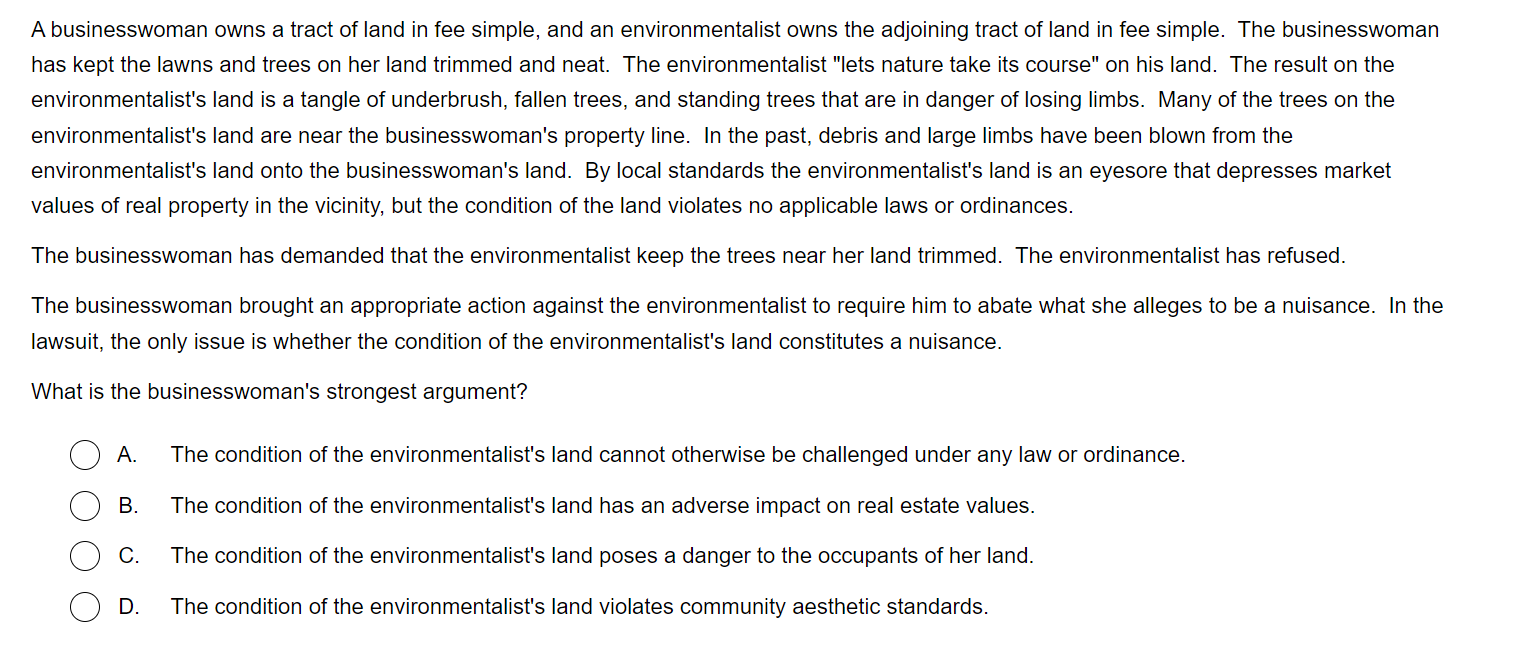 A businesswoman owns a tract of land in fee simple, and an environmentalist owns the adjoining tract of land in fee simple.  The businesswoman
has kept the lawns and trees on her land trimmed and neat.  The environmentalist "lets nature take its course" on his land.  The result on the
environmentalist's land is a tangle of underbrush, fallen trees, and standing trees that are in danger of losing limbs.  Many of the trees on the
environmentalist's land are near the businesswoman's property line.  In the past, debris and large limbs have been blown from the
environmentalist's land onto the businesswoman's land.  By local standards the environmentalist's land is an eyesore that depresses market
values of real property in the vicinity, but the condition of the land violates no applicable laws or ordinances.
The businesswoman has demanded that the environmentalist keep the trees near her land trimmed.  The environmentalist has refused.
The businesswoman brought an appropriate action against the environmentalist to require him to abate what she alleges to be a nuisance.  In the
lawsuit, the only issue is whether the condition of the environmentalist's land constitutes a nuisance.
What is the businesswoman's strongest argument?
A. The condition of the environmentalist's land cannot otherwise be challenged under any law or ordinance.
B. The condition of the environmentalist's land has an adverse impact on real estate values.
C. The condition of the environmentalist's land poses a danger to the occupants of her land.
D. The condition of the environmentalist's land violates community aesthetic standards.